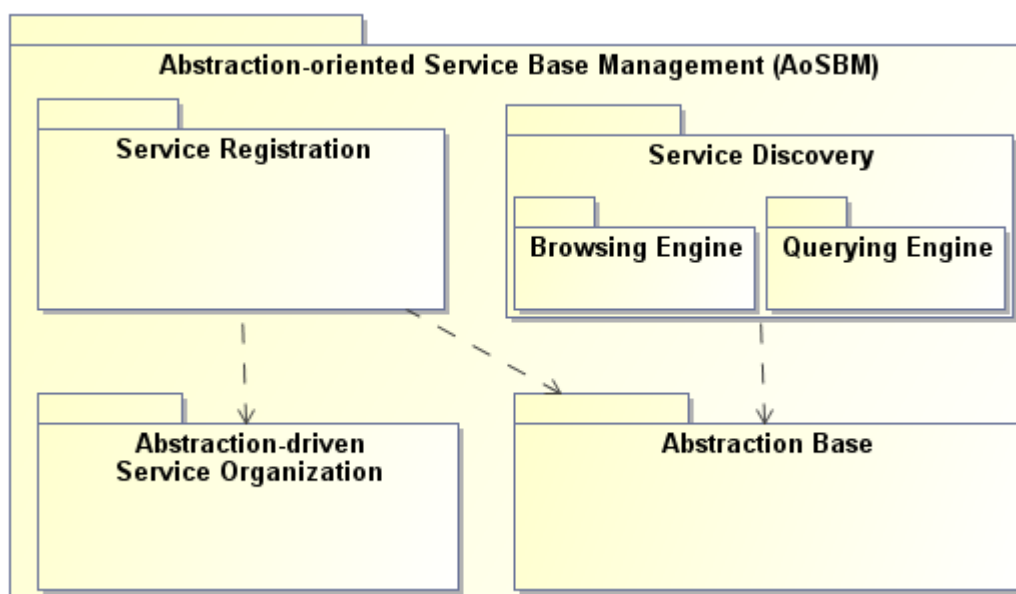 Abstraction-oriented Service Base Management (AoSBM)
Service Registration
Service Discovery
Browsing Engine
Querying Engine
Abstraction-driven
Service Organization
Abstraction Base